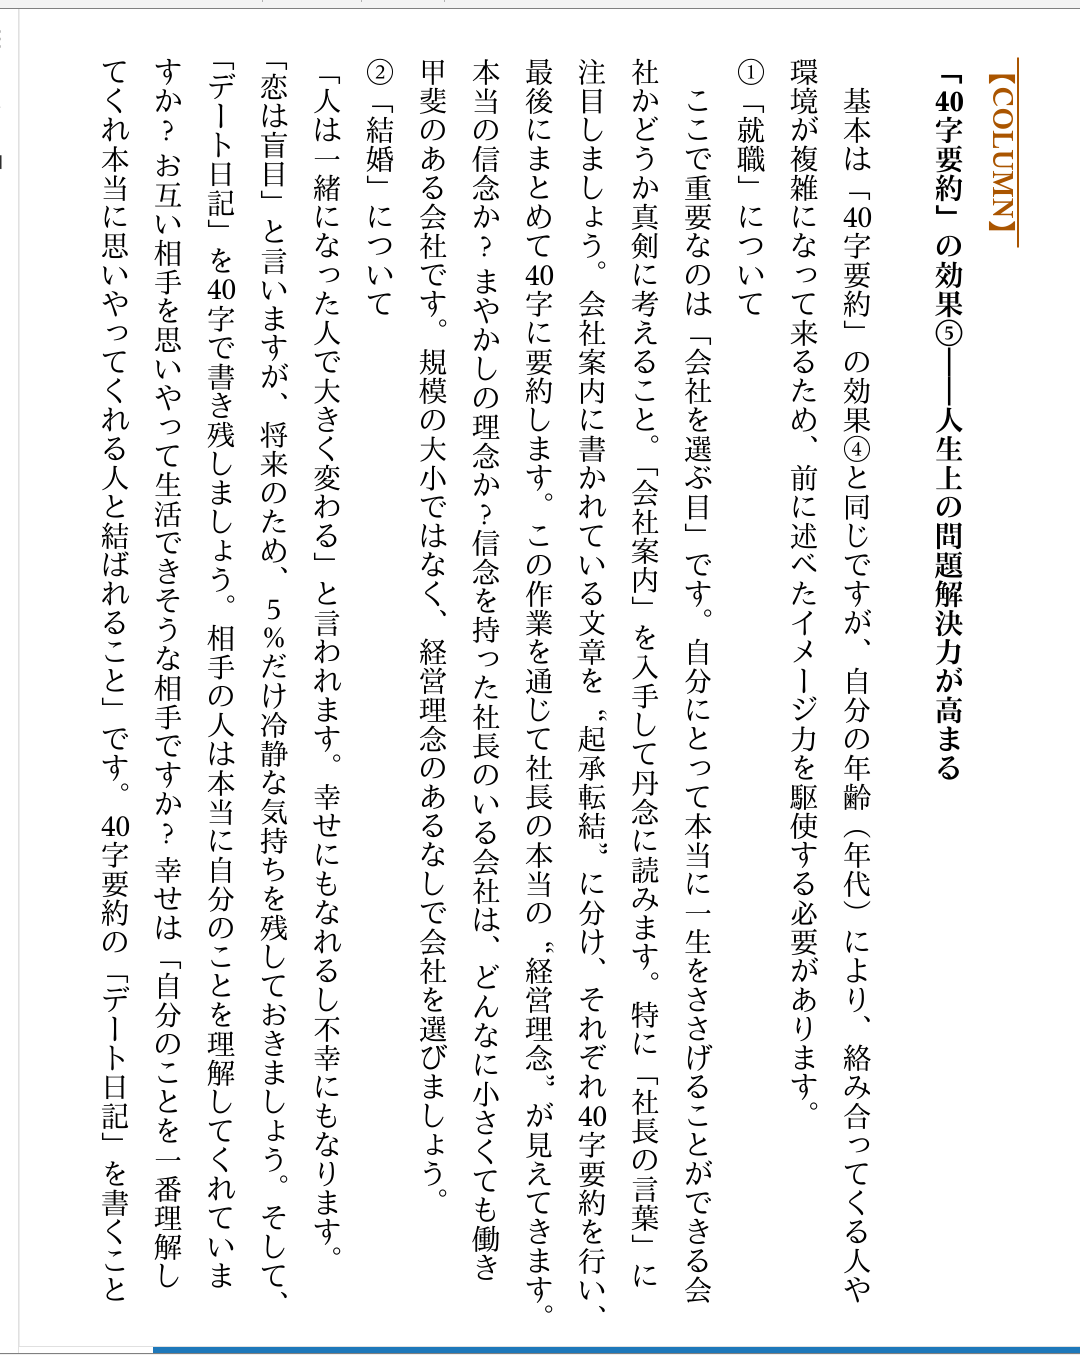 【COLUMN】
「40字要約」の効果⑤――人生上の問題解決力が高まる
基本は「40字要約」の効果④と同じですが、自分の年齢（年代）により、絡み合ってくる人や
環境が複雑になって来るため、前に述べたイメージ力を駆使する必要があります。
①「就職」について
ここで重要なのは「会社を選ぶ目」です。自分にとって本当に一生をささげることができる会
社かどうか真剣に考えること。「会社案内」を入手して丹念に読みます。特に「社長の言葉」に
注目しましょう。会社案内に書かれている文章を〝起承転結〟に分け、それぞれ40字要約を行い、
最後にまとめて40字に要約します。この作業を通じて社長の本当の〝経営理念〟が見えてきます。
本当の信念か？まやかしの理念か？信念を持った社長のいる会社は、どんなに小さくても働き
甲斐のある会社です。規模の大小ではなく、経営理念のあるなしで会社を選びましょう。
②「結婚」について
「人は一緒になった人で大きく変わる」と言われます。幸せにもなれるし不幸にもなります。
「恋は盲目」と言いますが、将来のため、5％だけ冷静な気持ちを残しておきましょう。そして、
「デート日記」を40字で書き残しましょう。相手の人は本当に自分のことを理解してくれていま
すか？お互い相手を思いやって生活できそうな相手ですか？幸せは「自分のことを一番理解し
てくれ本当に思いやってくれる人と結ばれること」です。40字要約の「デート日記」を書くこと